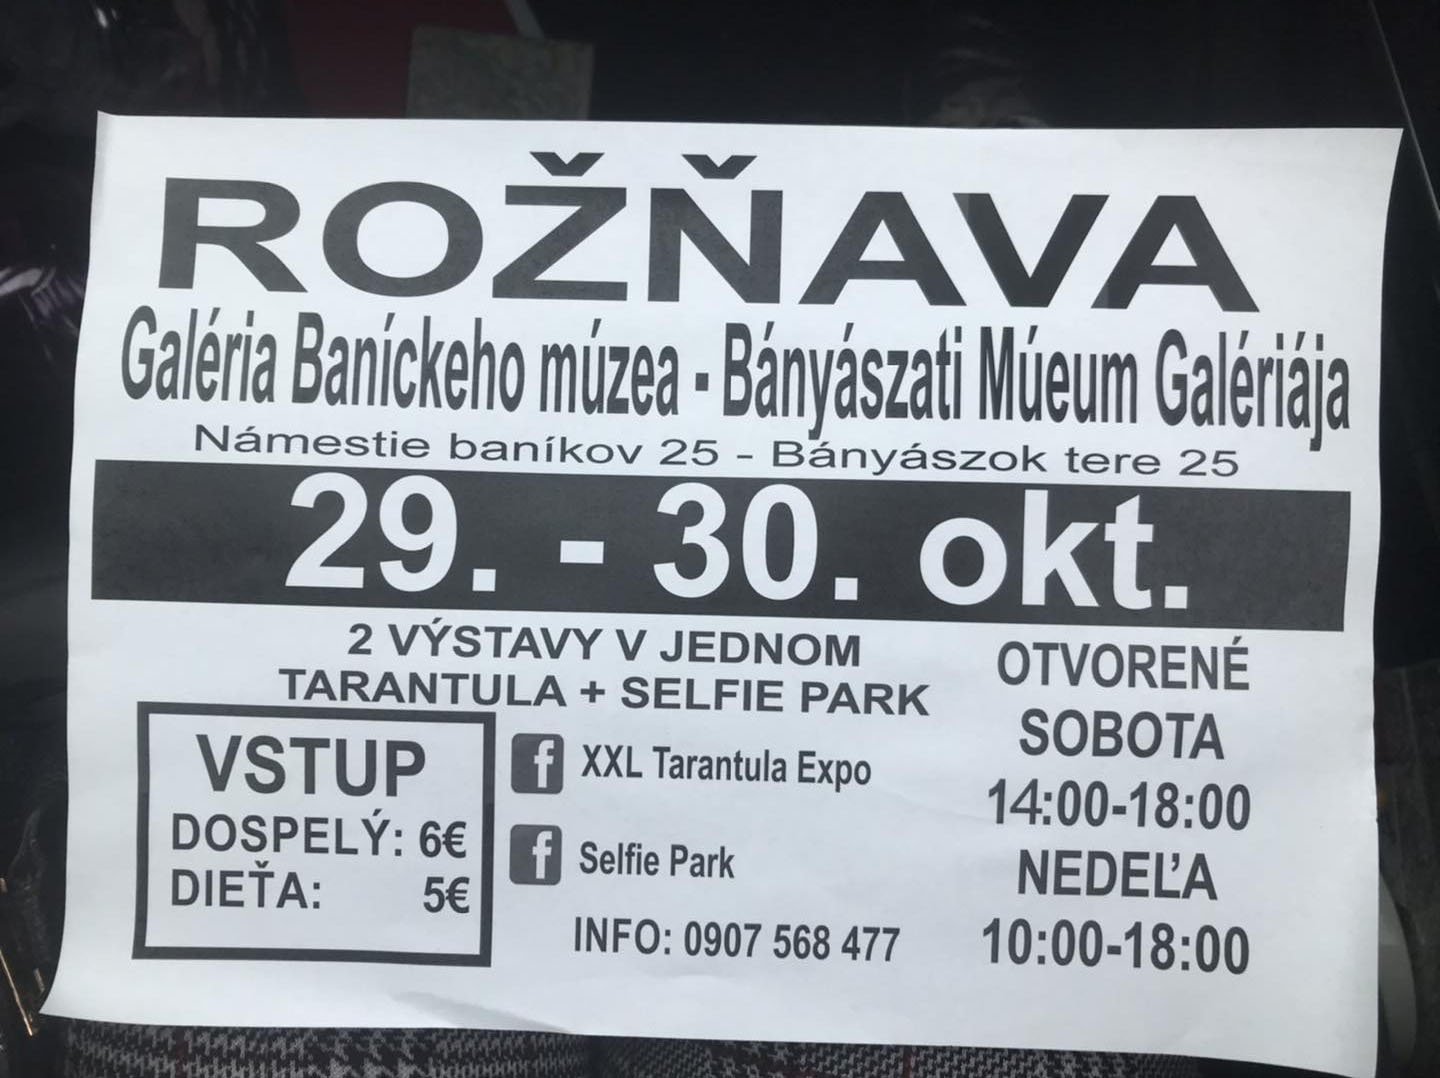 ROŽŇAVA
Galéria Baníckeho múzea - Bányászati Múeum Galériája
Námestie baníkov 25 - Bányászok tere 25
29. - 30. okt.
2 VÝSTAVY V JEDNOM
TARANTULA + SELFIE PARK
VSTUP
DOSPELÝ: 6€
DIEŤA: 5€
f XXL Tarantula Expo
f Selfie Park
INFO: 0907 568 477
OTVORENÉ
SOBOTA
14:00-18:00
NEDEĽA
10:00-18:00